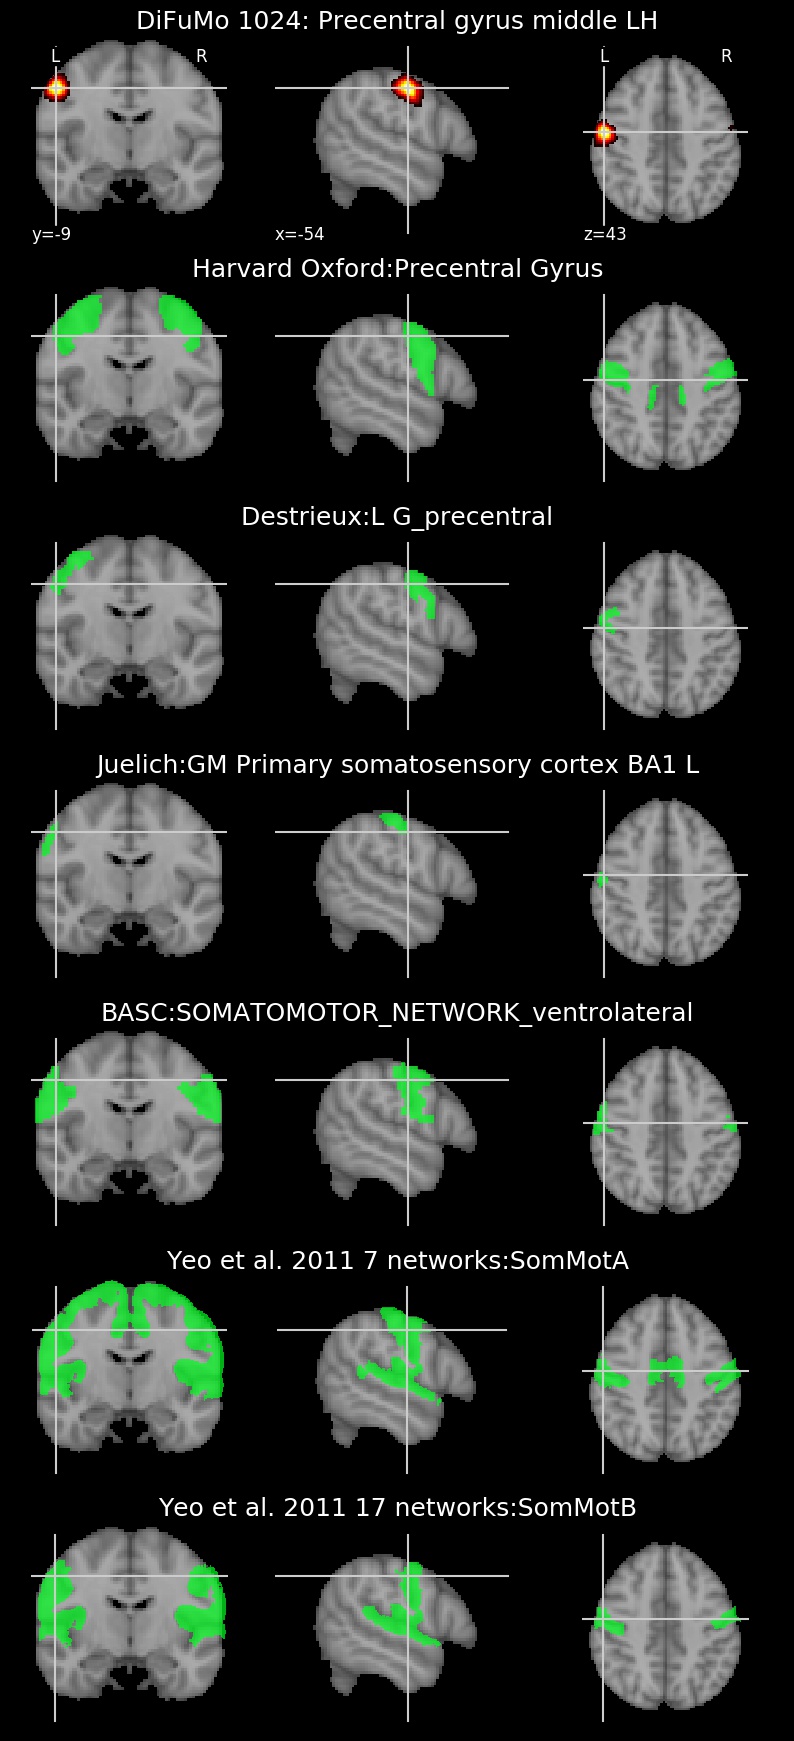 DiFuMo 1024: Precentral gyrus middle LH
L R L R
y=-9 x=-54 z=43
Harvard Oxford:Precentral Gyrus
Destrieux:L G_precentral
Juelich:GM Primary somatosensory cortex BA1 L
BASC:SOMATOMOTOR_NETWORK_ventrolateral
Yeo et al. 2011 7 networks:SomMotA
Yeo et al. 2011 17 networks:SomMotB